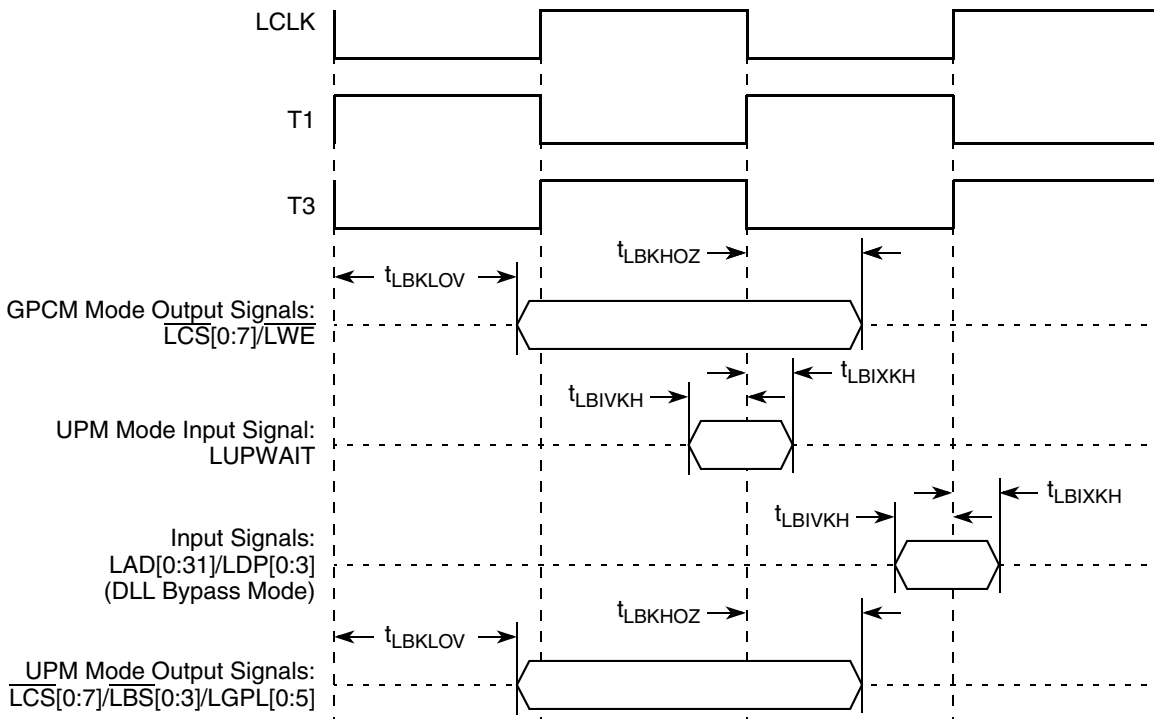 LCLK
T1
T3
tLBKHOZ
tLBKLOV
GPCM Mode Output Signals:
LCS[0:7]/LWE
tLBIXKH
tLBIVKH
UPM Mode Input Signal:
LUPWAIT
tLBIXKH
tLBIVKH
Input Signals:
LAD[0:31]/LDP[0:3]
(DLL Bypass Mode)
tLBKHOZ
tLBKLOV
UPM Mode Output Signals:
LCS[0:7]/LBS[0:3]/LGPL[0:5]